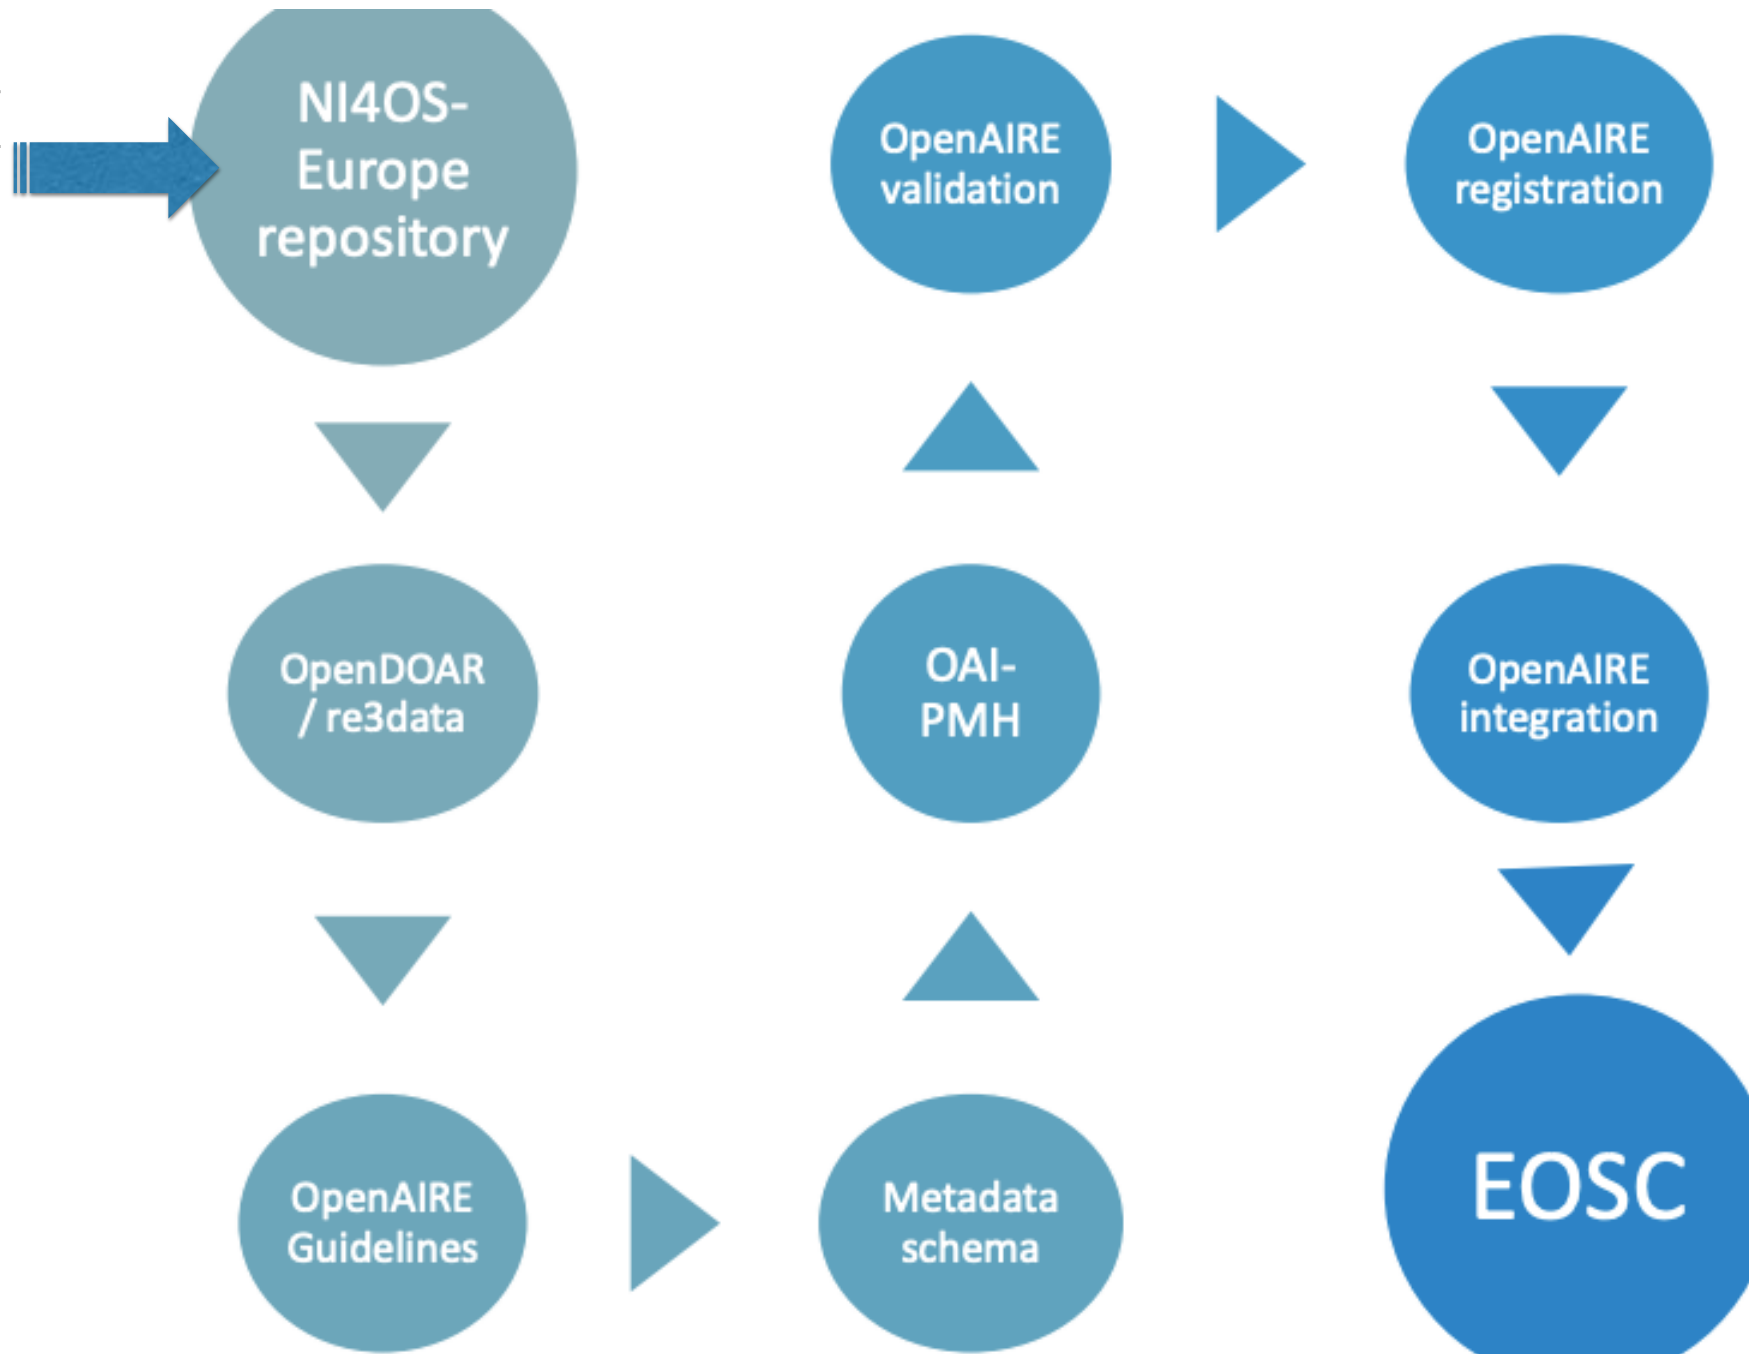 NI4OS-
Europe
repository
OpenDOAR
/ re3data
OpenAIRE
Guidelines
Metadata
schema
OAI-
PMH
OpenAIRE
validation
OpenAIRE
registration
OpenAIRE
integration
EOSC